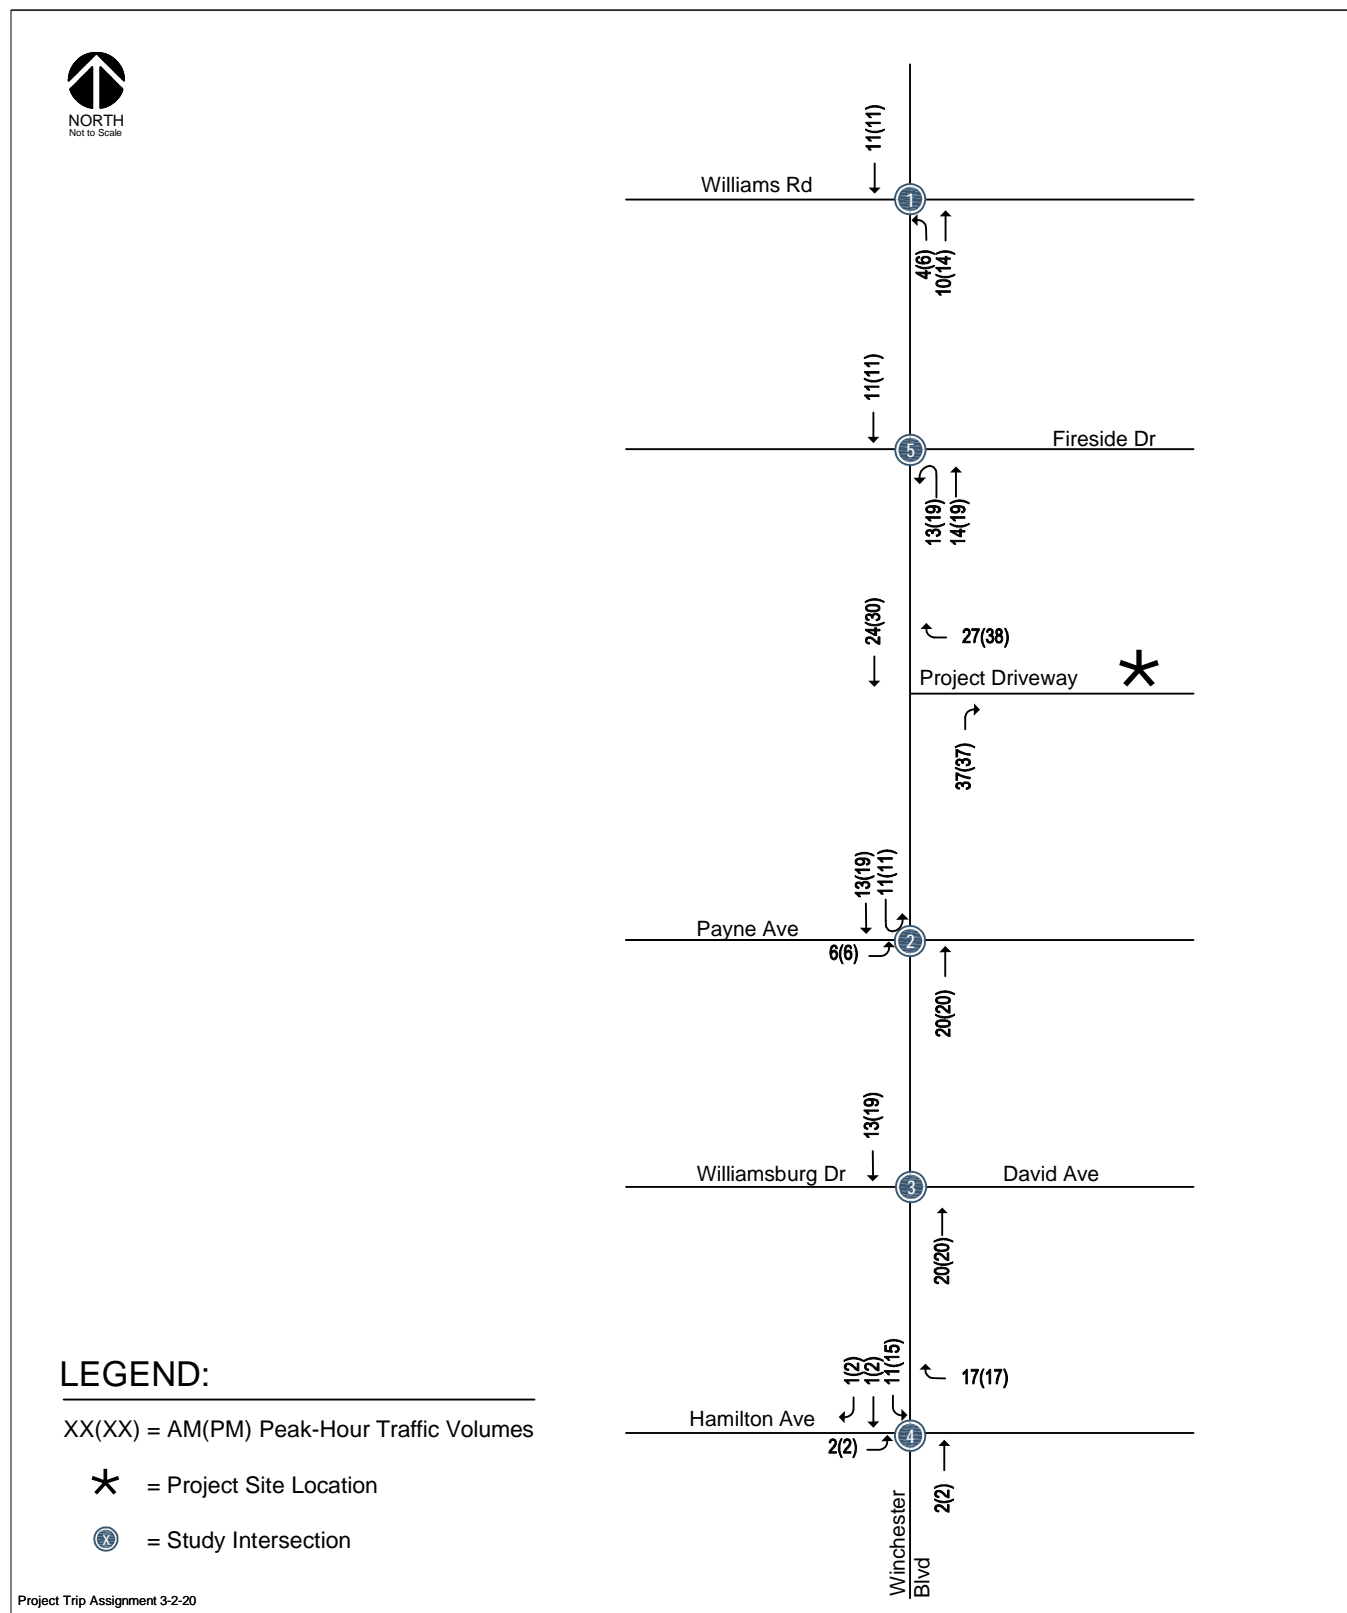 NORTH
Not to Scale
11(11)
Williams Rd
1
4(6)
10(14)
11(11)
Fireside Dr
5
13(19)
14(19)
24(30)
27(38)
Project Driveway
37(37)
13(19)
11(11)
Payne Ave
2
6(6)
20(20)
13(19)
Williamsburg Dr
3
David Ave
20(20)
1(2)
1(2)
11(15)
17(17)
Hamilton Ave
4
2(2)
2(2)
Winchester
Blvd
LEGEND:
XX(XX) = AM(PM) Peak-Hour Traffic Volumes
= Project Site Location
X = Study Intersection
Project Trip Assignment 3-2-20